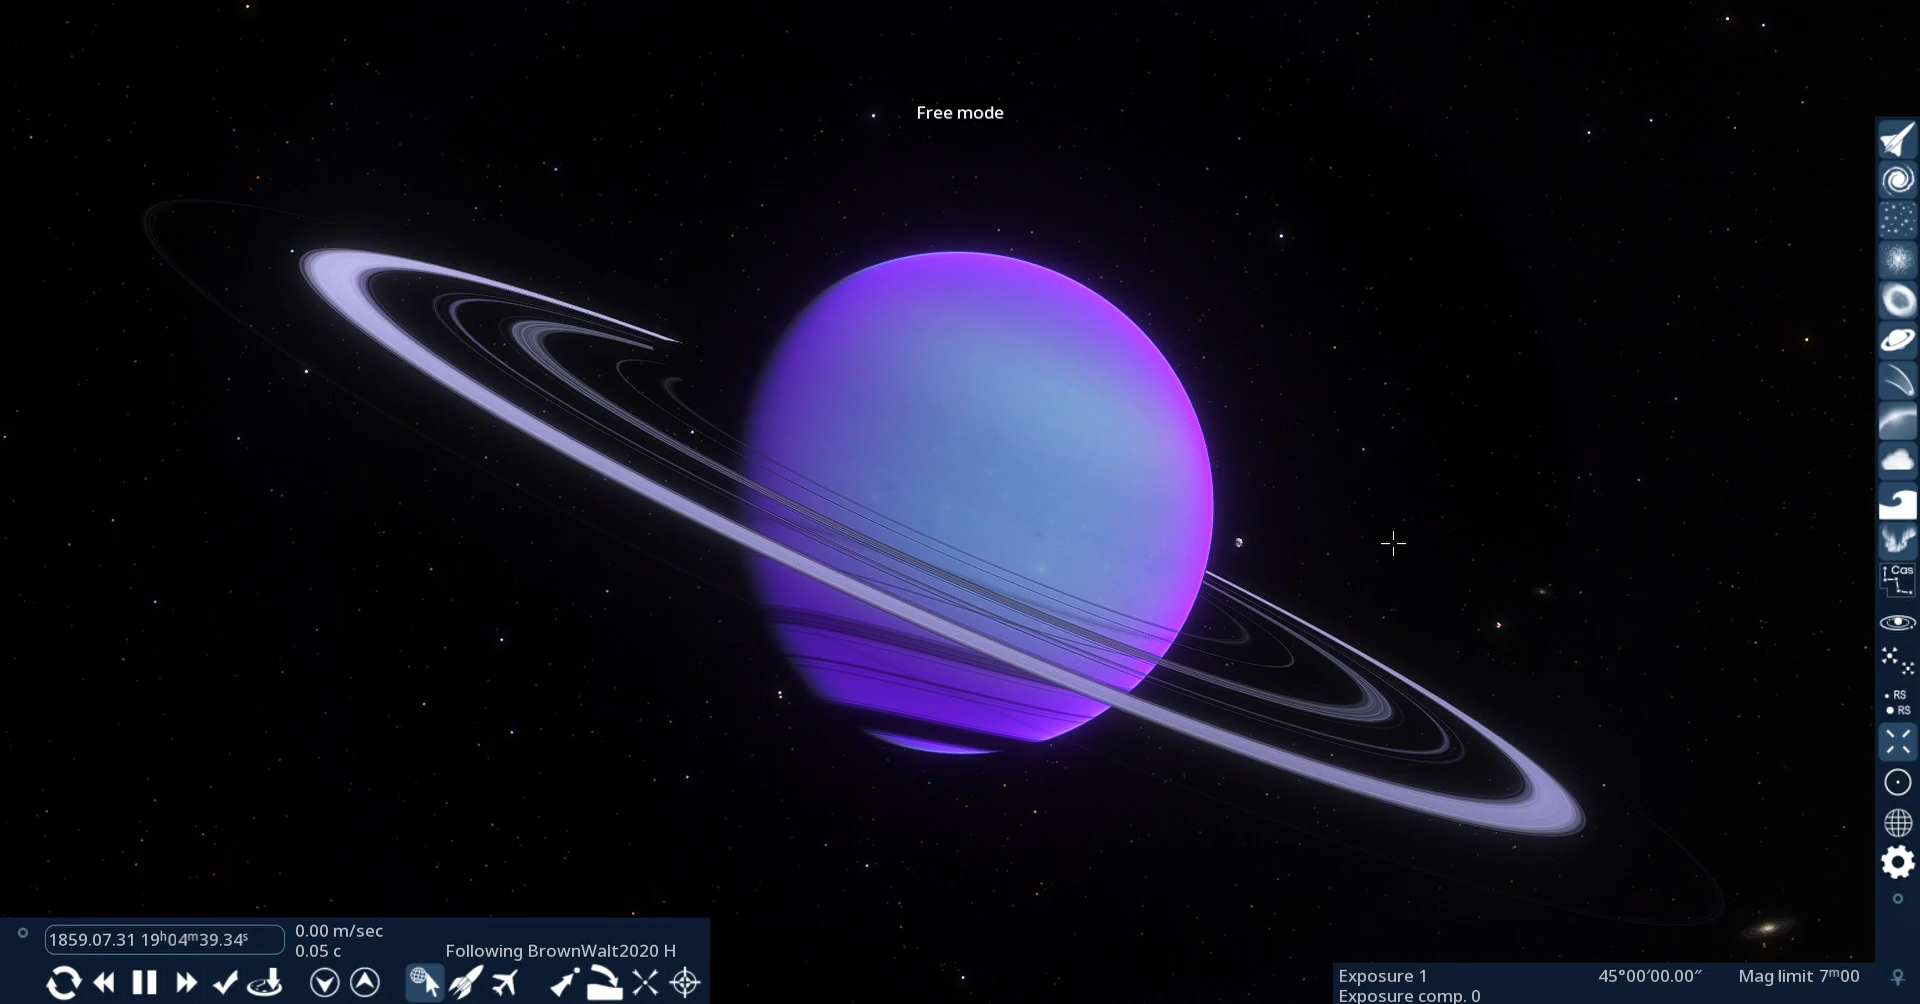 Free mode
Cas
RS
RS
1859.07.31 19ʰ04ᵐ39.34ˢ
0.00 m/sec
0.05 c
Following BrownWalt2020 H
Exposure 1
45°00′00.00″
Mag limit 7ᵐ00
Exposure comp. 0